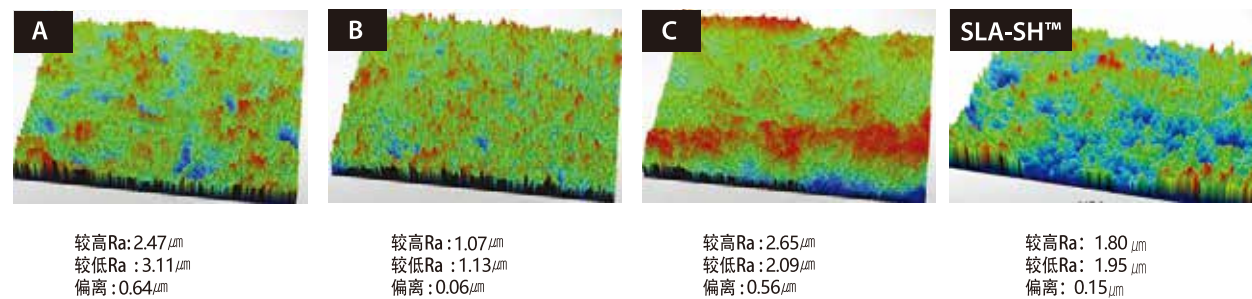 A
B
C
SLA-SH™
较高Ra:2.47㎛
较低Ra :3.11㎛
偏离:0.64㎛
较高Ra:1.07㎛
较低Ra :1.13㎛
偏离:0.06㎛
较高Ra:2.65㎛
较低Ra:2.09㎛
偏离:0.56㎛
较高Ra: 1.80 ㎛
较低Ra: 1.95 ㎛
偏离: 0.15㎛